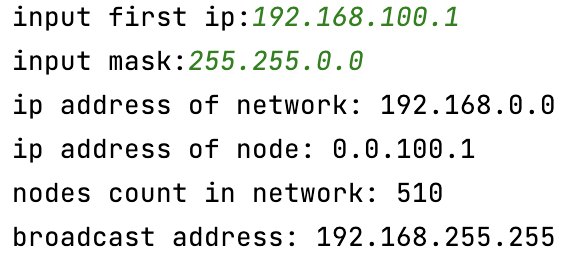 input first ip:192.168.100.1
input mask:255.255.0.0
ip address of network: 192.168.0.0
ip address of node: 0.0.100.1
nodes count in network: 510
broadcast address: 192.168.255.255